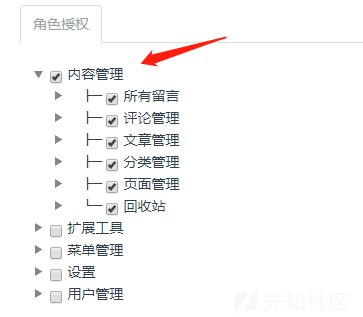 角色授权
内容管理
所有留言
评论管理
文章管理
分类管理
页面管理
回收站
扩展工具
菜单管理
设置
用户管理
先知社区